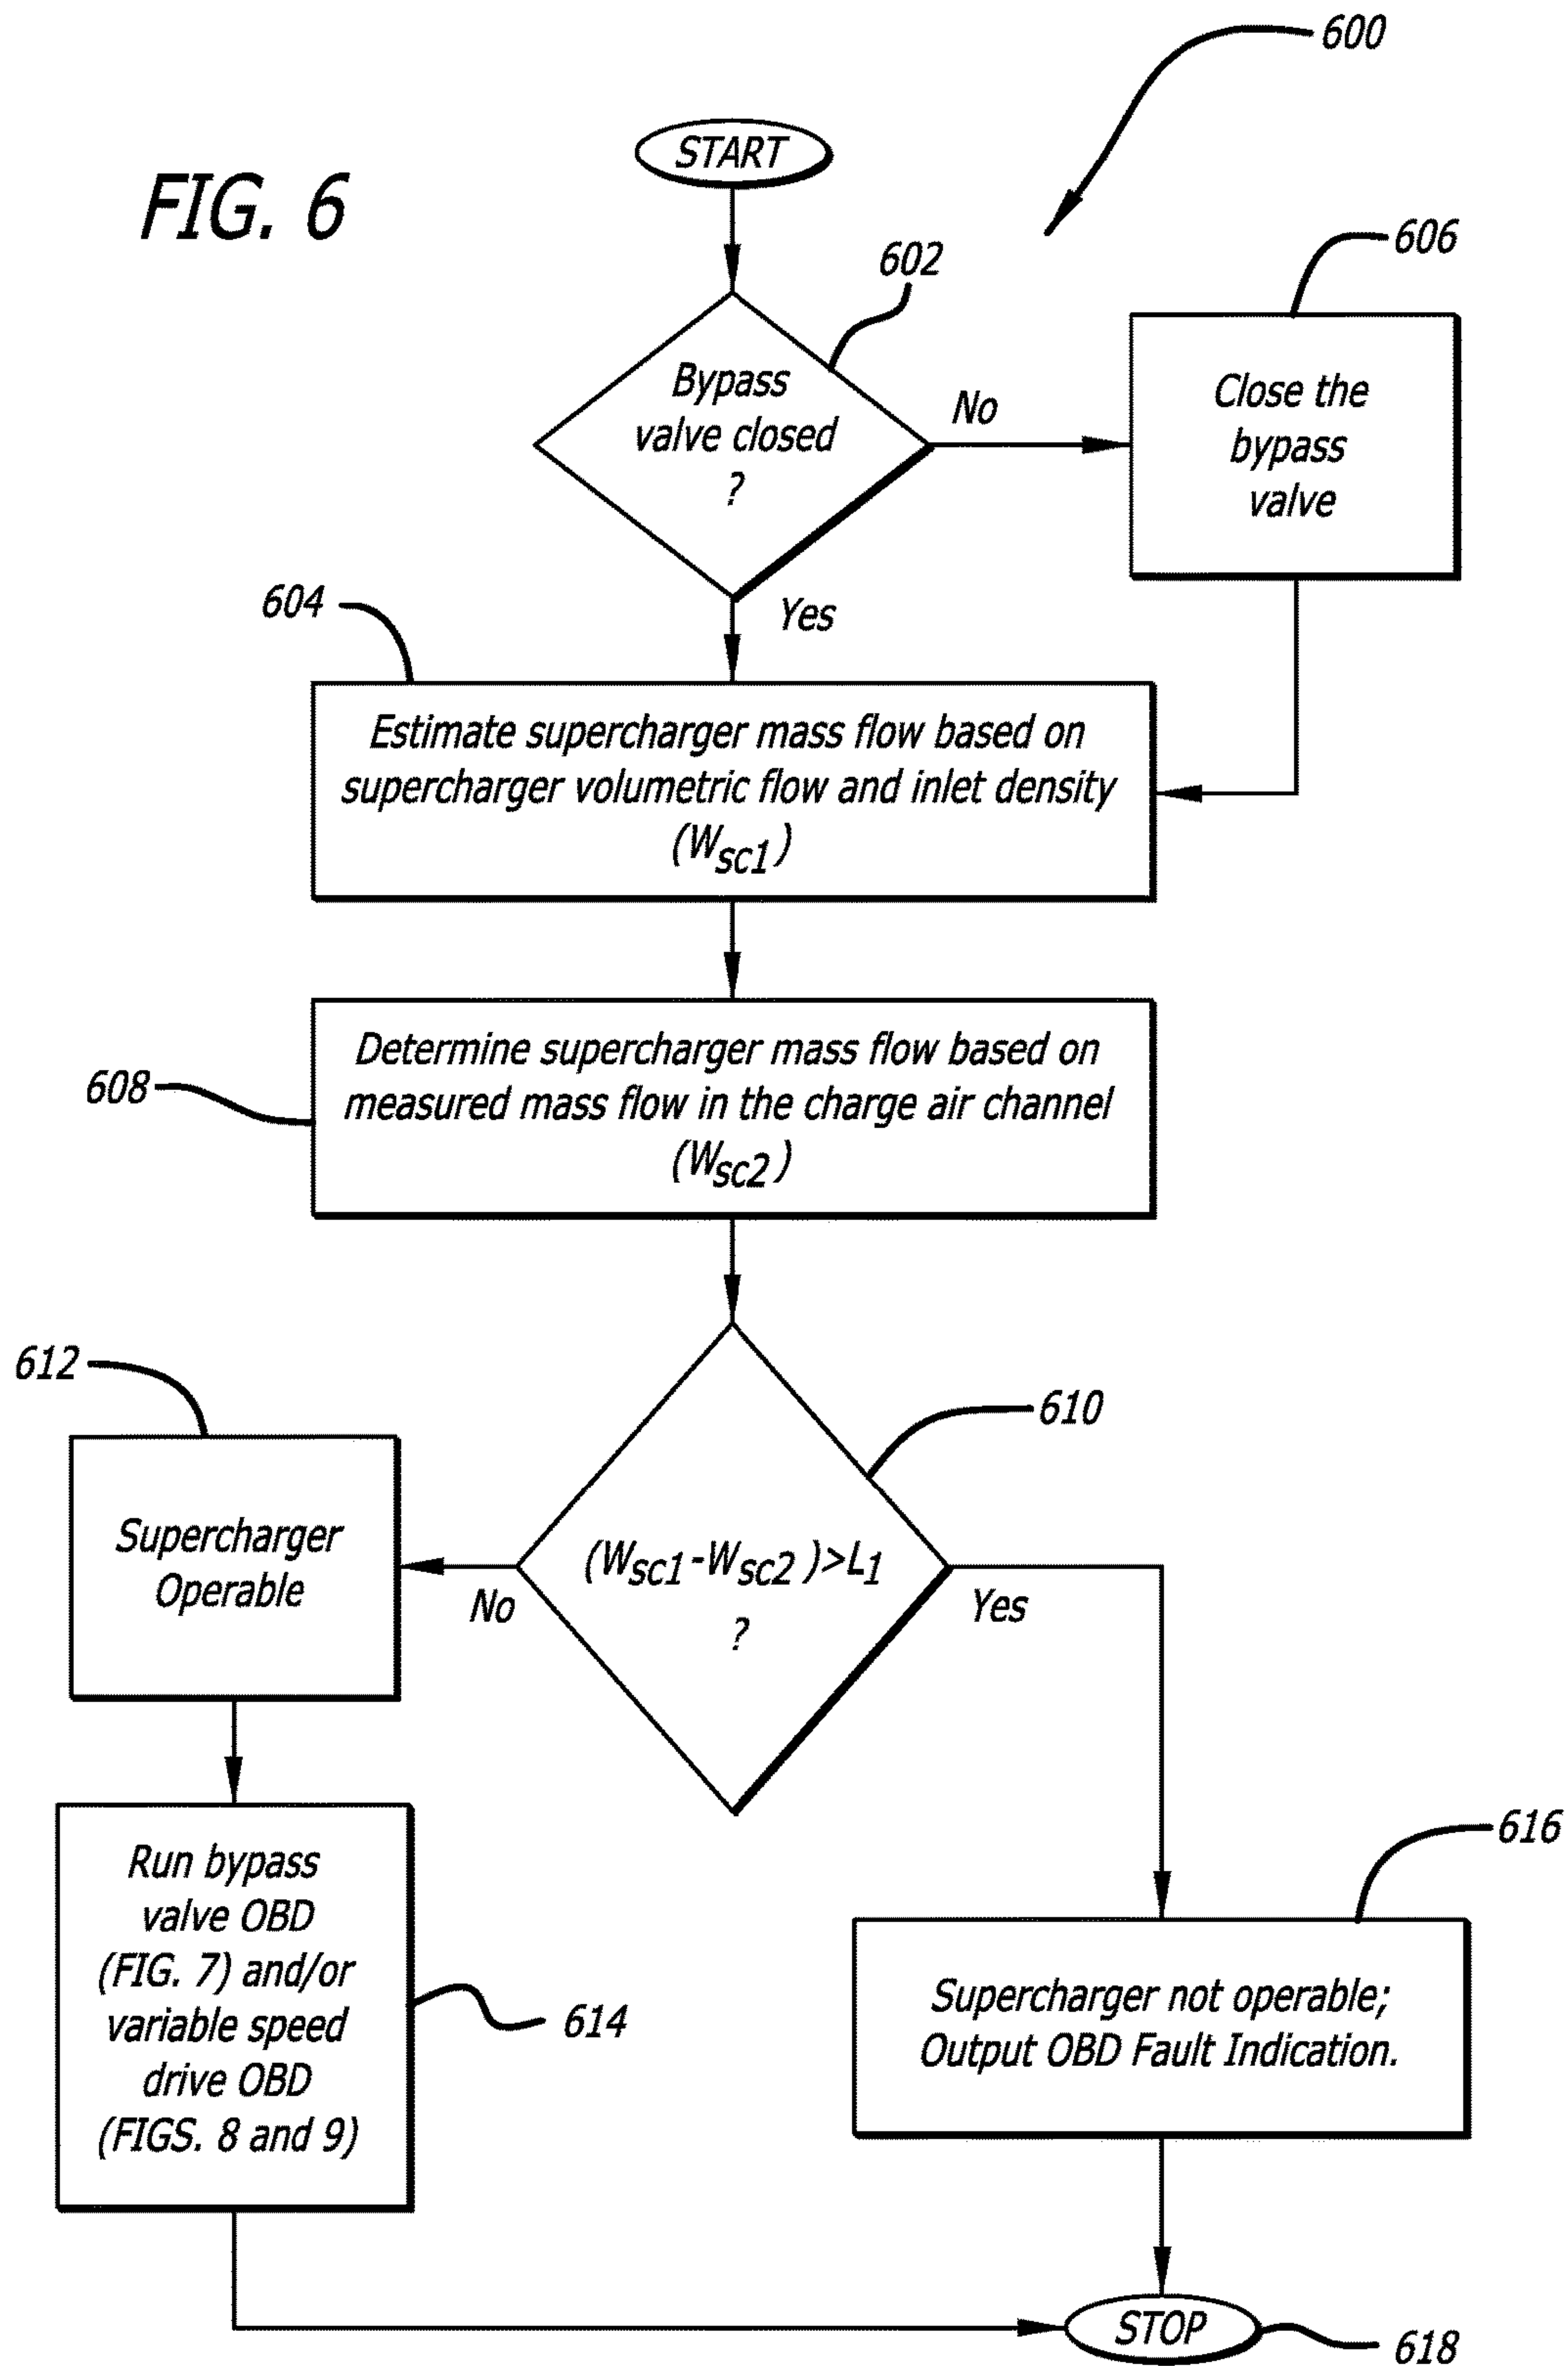 600
START
FIG. 6
606
602
Bypass
valve closed
?
No
Close the
bypass
valve
Yes
604
Estimate supercharger mass flow based on
supercharger volumetric flow and inlet density
(Wsc1)
Determine supercharger mass flow based on
measured mass flow in the charge air channel
(Wsc2)
608
612
610
Supercharger
Operable
(Wsc1-Wsc2)>L1
?
No
Yes
616
Run bypass
valve OBD
(FIG. 7) and/or
variable speed
drive OBD
(FIGS. 8 and 9)
614
Supercharger not operable;
Output OBD Fault Indication.
STOP
618